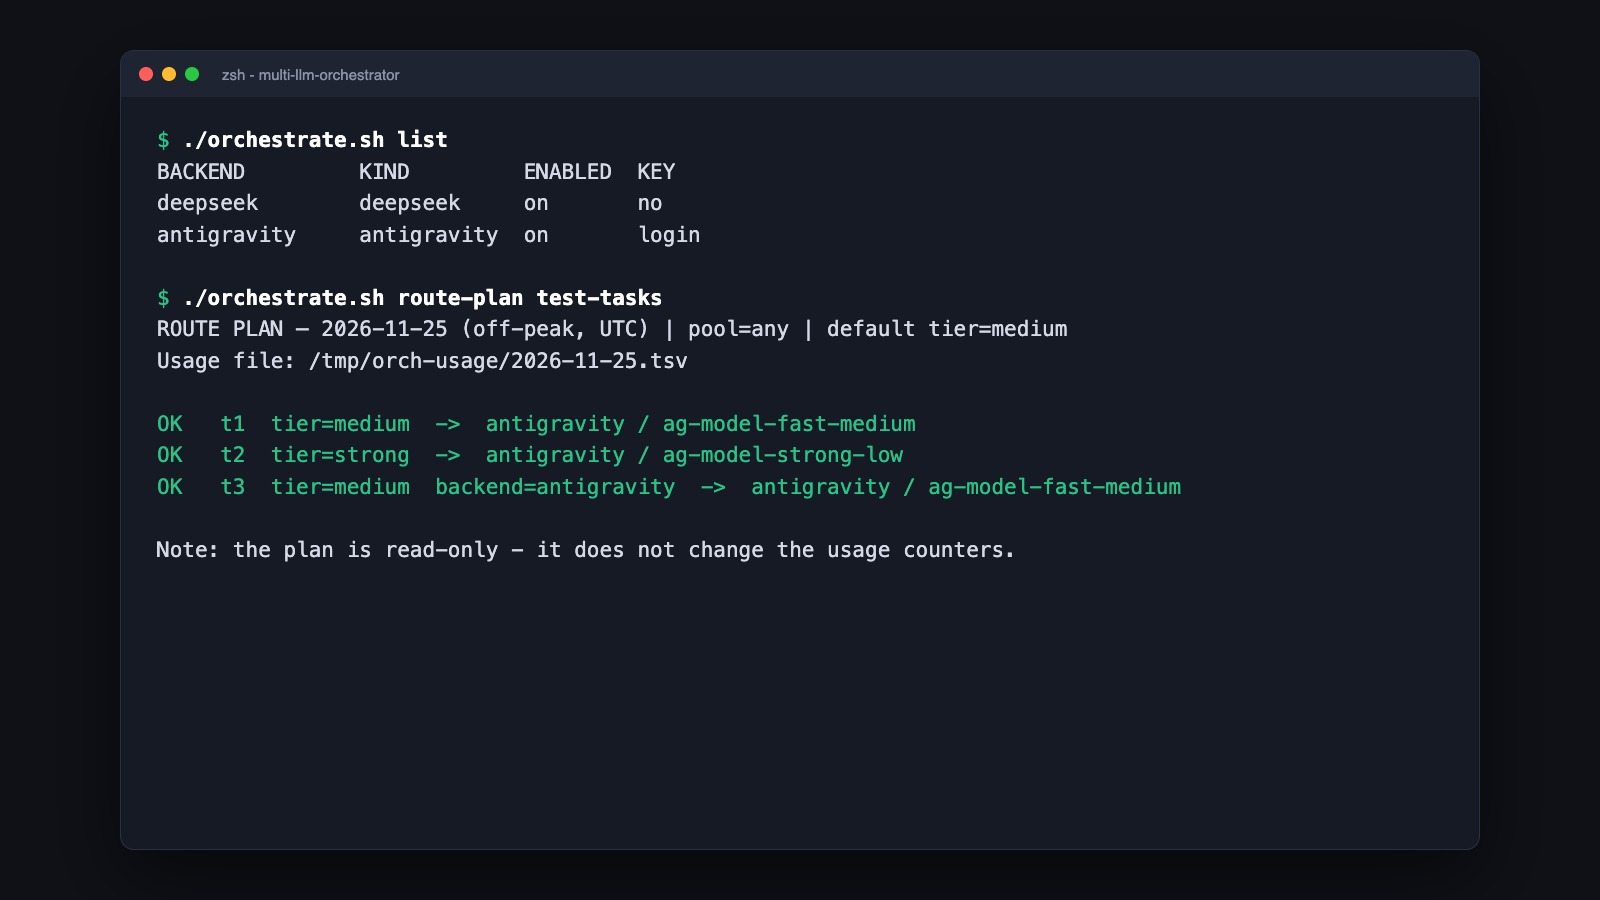 zsh - multi-llm-orchestrator
$ ./orchestrate.sh list
BACKEND         KIND         ENABLED  KEY
deepseek        deepseek     on       no
antigravity     antigravity  on       login
$ ./orchestrate.sh route-plan test-tasks
ROUTE PLAN — 2026-11-25 (off-peak, UTC) | pool=any | default tier=medium
Usage file: /tmp/orch-usage/2026-11-25.tsv
OK   t1  tier=medium  ->  antigravity / ag-model-fast-medium
OK   t2  tier=strong  ->  antigravity / ag-model-strong-low
OK   t3  tier=medium  backend=antigravity  ->  antigravity / ag-model-fast-medium
Note: the plan is read-only - it does not change the usage counters.